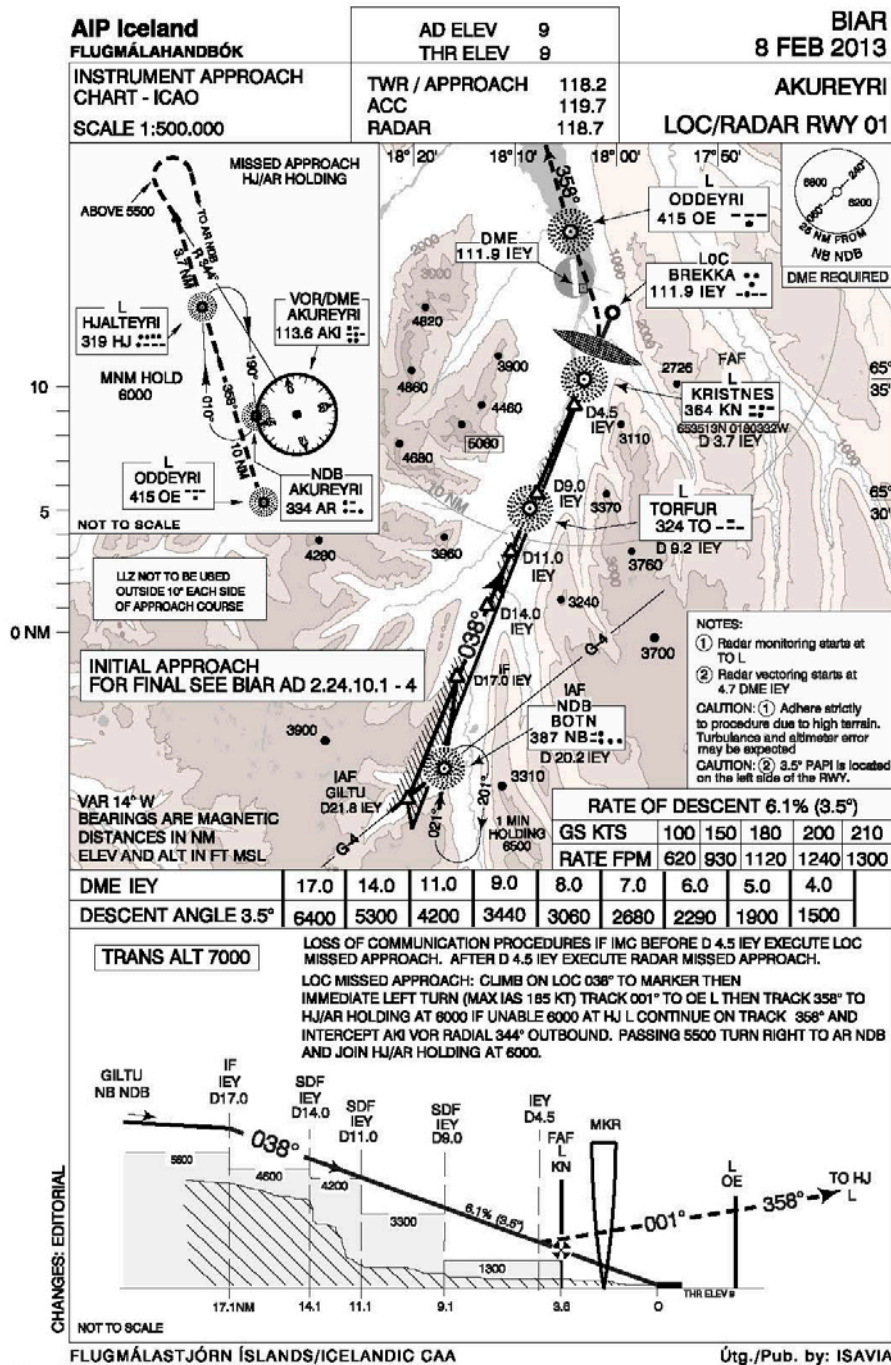 AIP Iceland
FLUGMÁLAHANDBÓK
AD ELEV 9
THR ELEV 9
BIAR
8 FEB 2013
INSTRUMENT APPROACH
CHART - ICAO
SCALE 1:500.000
TWR / APPROACH 118.2
ACC 119.7
RADAR 118.7
AKUREYRI
LOC/RADAR RWY 01
18° 20'
18° 10'
18° 00'
17° 50'
MISSED APPROACH
HJ/AR HOLDING
ABOVE 5500
TO AR NDB
R 344°
3.7 NM
L
HJALTEYRI
319 HJ
VOR/DME
AKUREYRI
113.6 AKI
MNM HOLD
6000
190°
010°
358°
10 NM
L
ODDEYRI
415 OE
NDB
AKUREYRI
334 AR
NOT TO SCALE
358°
L
ODDEYRI
415 OE
DME
111.9 IEY
LOC
BREKKA
111.9 IEY
6600
240°
060°
6200
25 NM FROM
NB NDB
DME REQUIRED
2000
3000
1000
2000
1000
4820
4860
3900
4460
5060
4680
2726
FAF
L
KRISTNES
364 KN
653513N 0180332W
D 3.7 IEY
D4.5
IEY
3110
65°
35'
10
10 NM
D9.0
IEY
3370
L
TORFUR
324 TO
D 9.2 IEY
65°
30'
5
4280
3960
D11.0
IEY
3760
3000
LLZ NOT TO BE USED
OUTSIDE 10° EACH SIDE
OF APPROACH COURSE
D14.0
IEY
3240
0 NM
038°
G-4
3700
NOTES:
① Radar monitoring starts at
TO L
② Radar vectoring starts at
4.7 DME IEY
CAUTION: ① Adhere strictly
to procedure due to high terrain.
Turbulance and altimeter error
may be expected
CAUTION: ② 3.5° PAPI is located
on the left side of the RWY.
INITIAL APPROACH
FOR FINAL SEE BIAR AD 2.24.10.1 - 4
IF
D17.0 IEY
IAF
NDB
BOTN
387 NB
D 20.2 IEY
3900
3310
IAF
GILTU
D21.8 IEY
021°
201°
1 MIN
HOLDING
6500
G-4
VAR 14° W
BEARINGS ARE MAGNETIC
DISTANCES IN NM
ELEV AND ALT IN FT MSL
RATE OF DESCENT 6.1% (3.5°)
GS KTS 100 150 180 200 210
RATE FPM 620 930 1120 1240 1300
DME IEY 17.0 14.0 11.0 9.0 8.0 7.0 6.0 5.0 4.0
DESCENT ANGLE 3.5° 6400 5300 4200 3440 3060 2680 2290 1900 1500
TRANS ALT 7000
LOSS OF COMMUNICATION PROCEDURES IF IMC BEFORE D 4.5 IEY EXECUTE LOC
MISSED APPROACH. AFTER D 4.5 IEY EXECUTE RADAR MISSED APPROACH.
LOC MISSED APPROACH: CLIMB ON LOC 038° TO MARKER THEN
IMMEDIATE LEFT TURN (MAX IAS 185 KT) TRACK 001° TO OE L THEN TRACK 358° TO
HJ/AR HOLDING AT 6000 IF UNABLE 6000 AT HJ L CONTINUE ON TRACK 358° AND
INTERCEPT AKI VOR RADIAL 344° OUTBOUND. PASSING 5500 TURN RIGHT TO AR NDB
AND JOIN HJ/AR HOLDING AT 6000.
GILTU
NB NDB
IF
IEY
D17.0
SDF
IEY
D14.0
SDF
IEY
D11.0
SDF
IEY
D9.0
IEY
D4.5
FAF
L
KN
MKR
L
OE
TO HJ
L
038°
5600
4600
4200
3300
6.1% (3.5°)
1300
001°
358°
THR ELEV 9
17.1NM
14.1
11.1
9.1
3.6
0
NOT TO SCALE
CHANGES: EDITORIAL
FLUGMÁLASTJÓRN ÍSLANDS/ICELANDIC CAA
Útg./Pub. by: ISAVIA